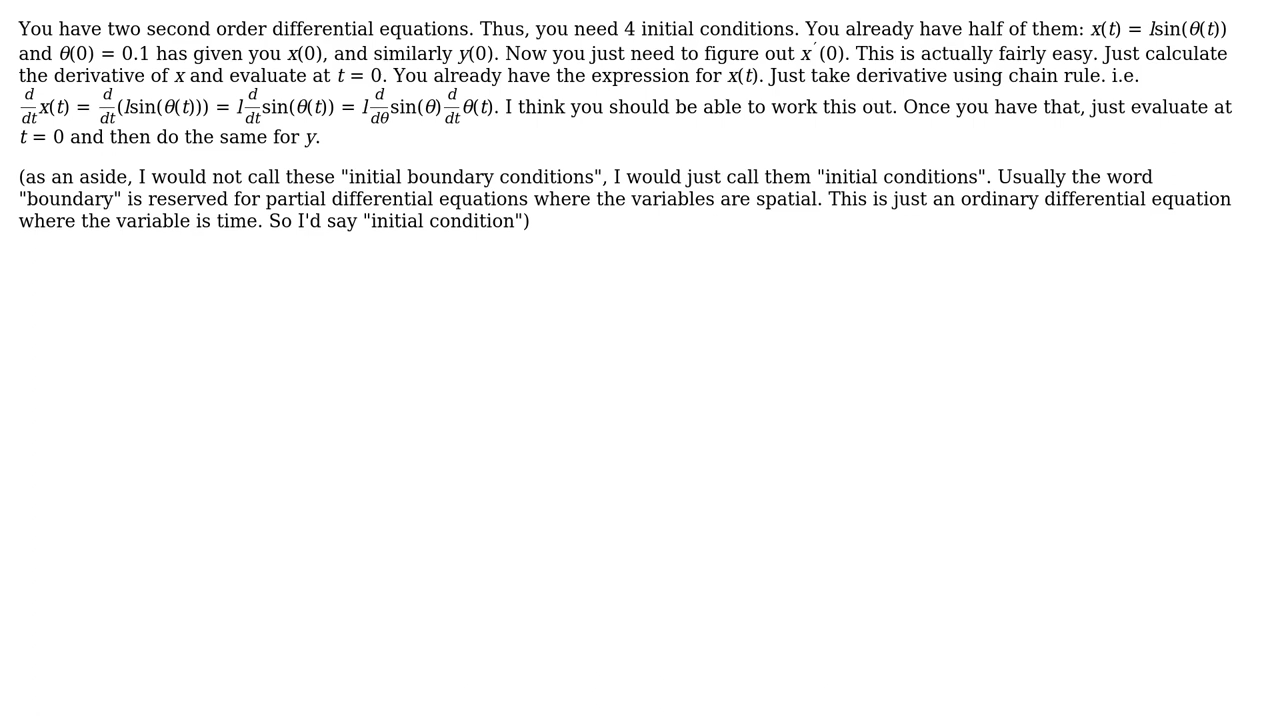 You have two second order differential equations. Thus, you need 4 initial conditions. You already have half of them: x(t) = lsin(θ(t))
and θ(0) = 0.1 has given you x(0), and similarly y(0). Now you just need to figure out x′(0). This is actually fairly easy. Just calculate
the derivative of x and evaluate at t = 0. You already have the expression for x(t). Just take derivative using chain rule. i.e.
d/dt x(t) = d/dt (lsin(θ(t))) = l d/dt sin(θ(t)) = l d/dθ sin(θ) d/dt θ(t). I think you should be able to work this out. Once you have that, just evaluate at
t = 0 and then do the same for y.
(as an aside, I would not call these "initial boundary conditions", I would just call them "initial conditions". Usually the word
"boundary" is reserved for partial differential equations where the variables are spatial. This is just an ordinary differential equation
where the variable is time. So I'd say "initial condition")